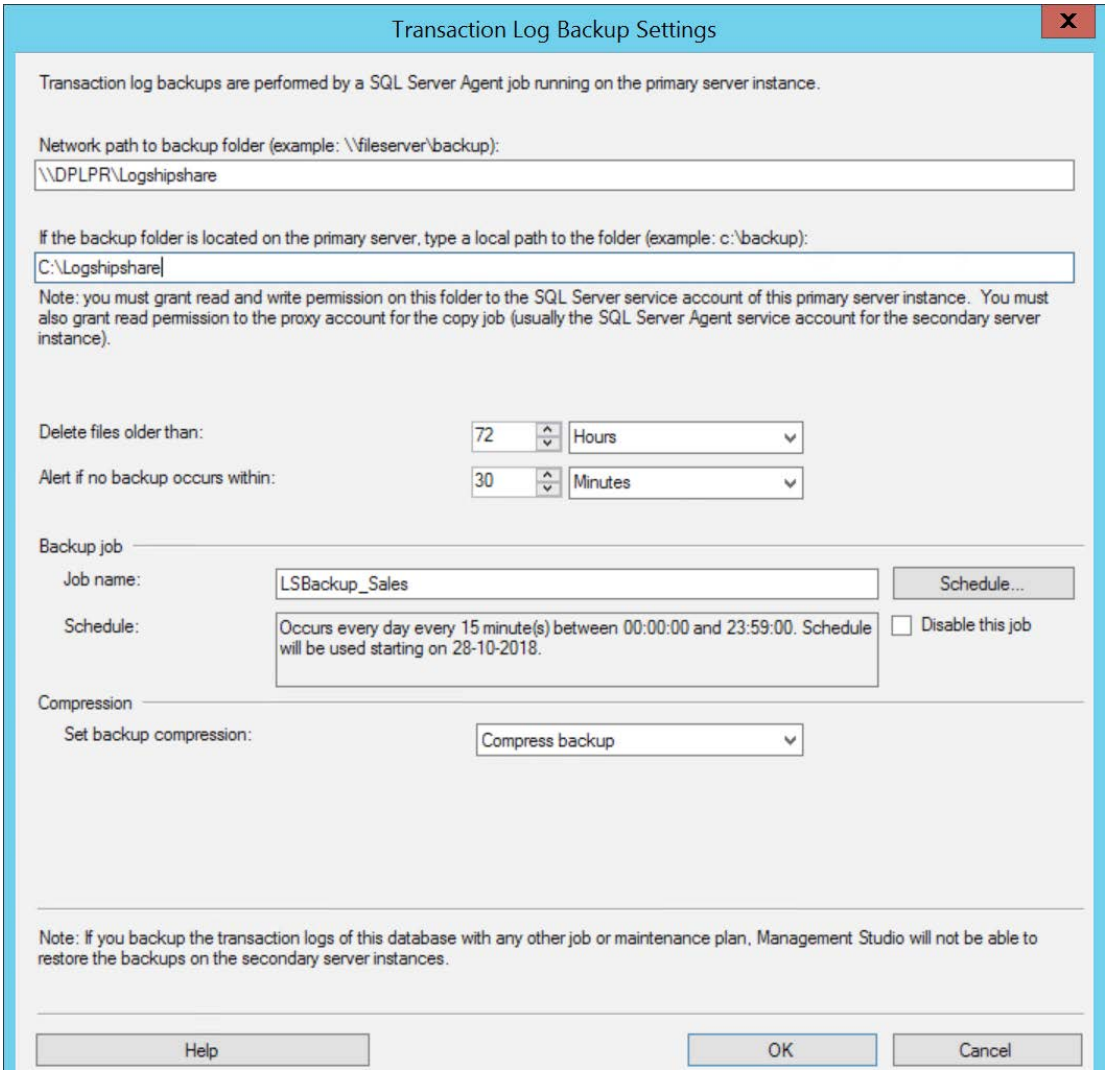 Transaction Log Backup Settings
X
Transaction log backups are performed by a SQL Server Agent job running on the primary server instance.
Network path to backup folder (example: \\fileserver\backup):
\\DPLPR\Logshipshare
If the backup folder is located on the primary server, type a local path to the folder (example: c:\backup):
C:\Logshipshare
Note: you must grant read and write permission on this folder to the SQL Server service account of this primary server instance. You must
also grant read permission to the proxy account for the copy job (usually the SQL Server Agent service account for the secondary server
instance).
Delete files older than: 72 Hours
Alert if no backup occurs within: 30 Minutes
Backup job
Job name: LSBackup_Sales Schedule...
Schedule: Occurs every day every 15 minute(s) between 00:00:00 and 23:59:00. Schedule Disable this job
will be used starting on 28-10-2018.
Compression
Set backup compression: Compress backup
Note: If you backup the transaction logs of this database with any other job or maintenance plan, Management Studio will not be able to
restore the backups on the secondary server instances.
Help OK Cancel